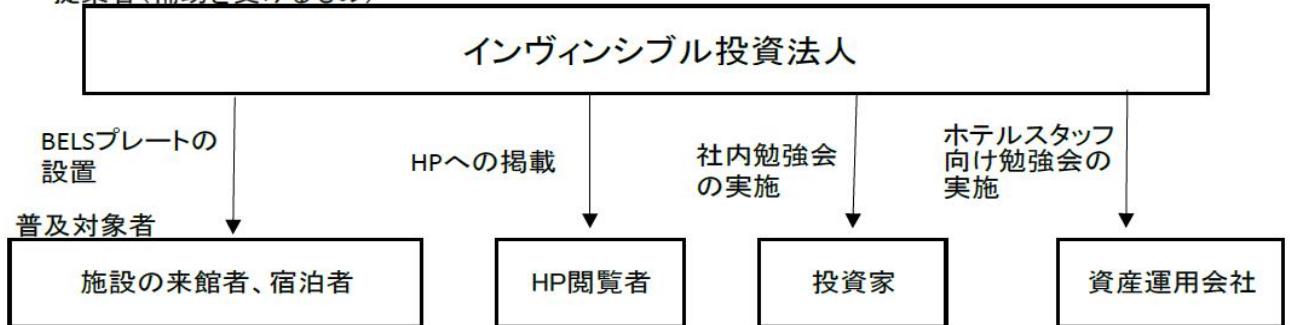 インヴィンシブル投資法人
BELSプレートの
設置
HPへの掲載
社内勉強会
の実施
ホテルスタッフ
向け勉強会の
実施
普及対象者
施設の来館者、宿泊者
HP閲覧者
投資家
資産運用会社